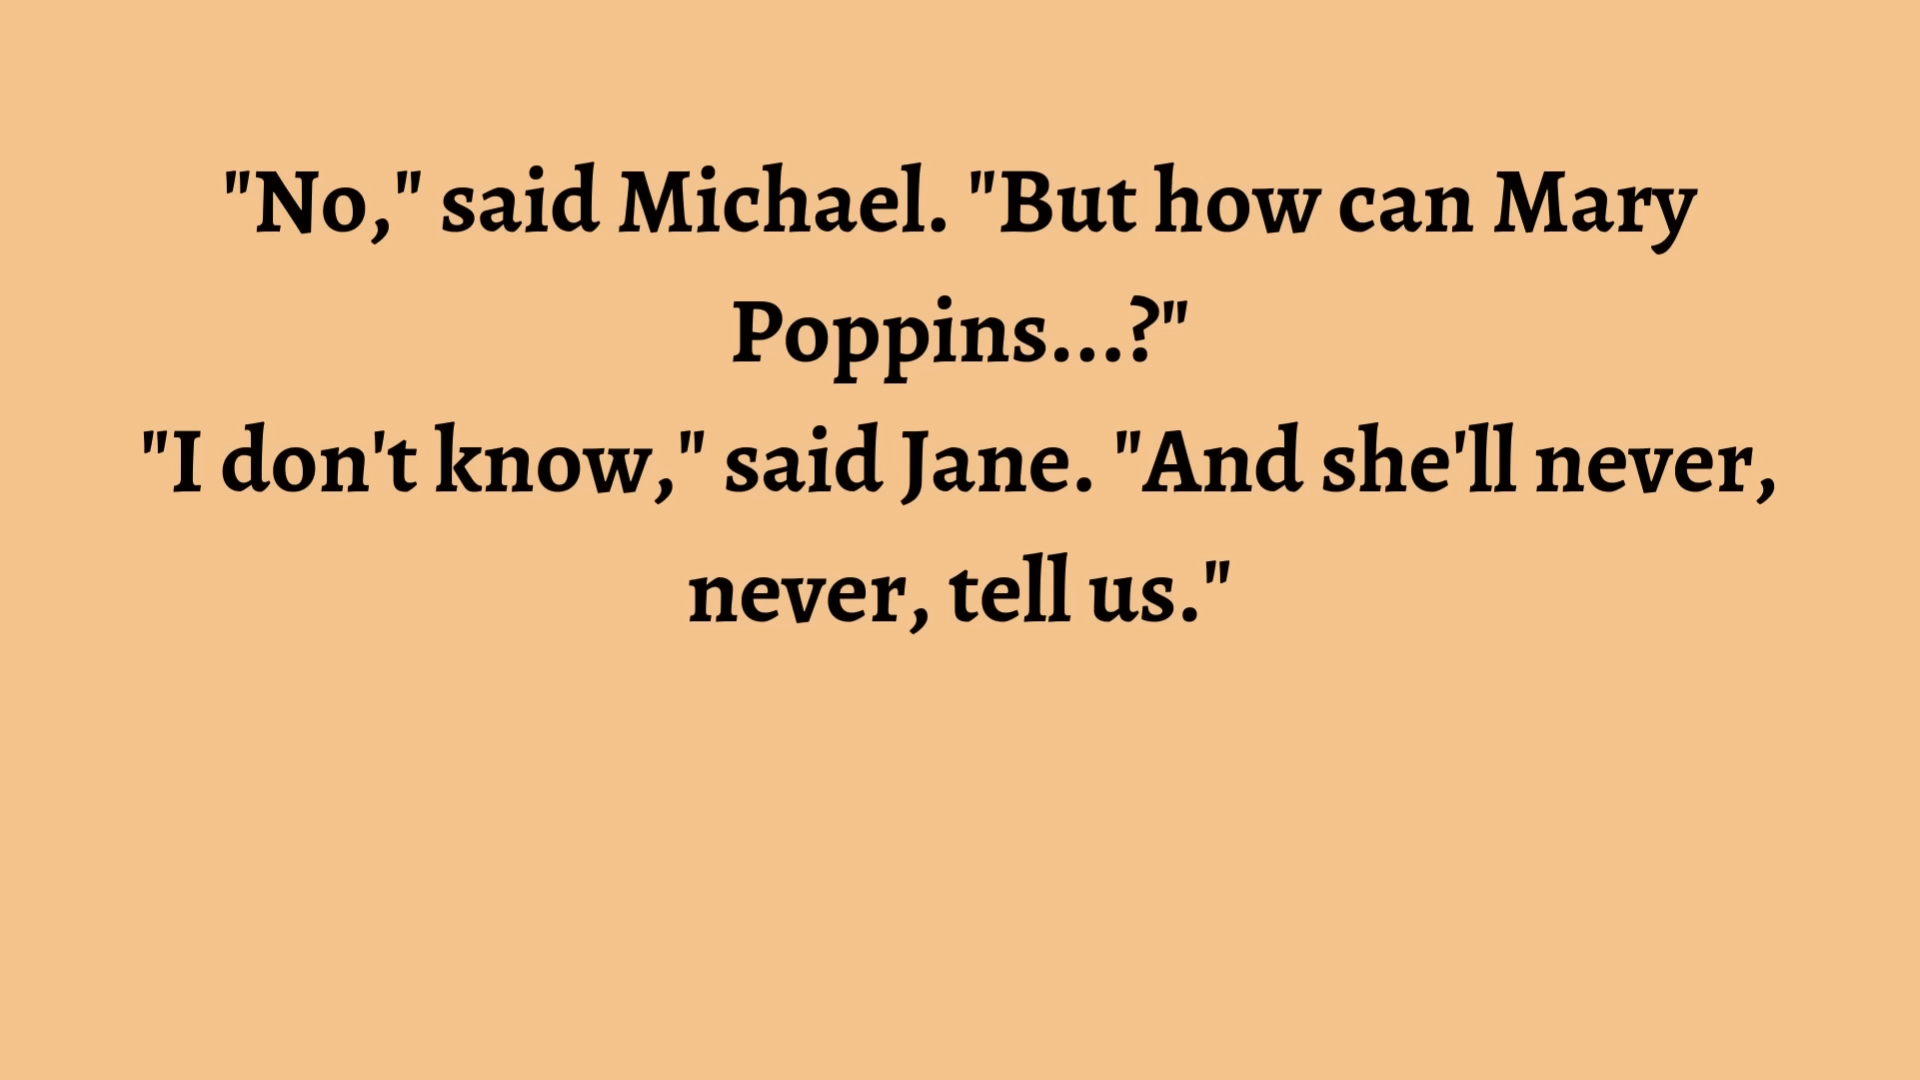 "No," said Michael. "But how can Mary
Poppins...?"
"I don't know," said Jane. "And she'll never,
never, tell us."